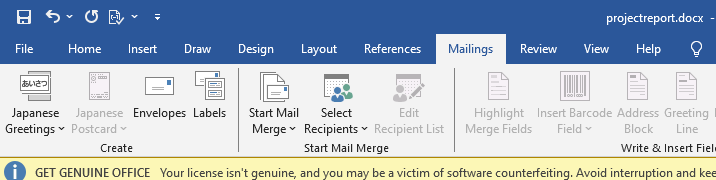 projectreport.docx -
File Home Insert Draw Design Layout References Mailings Review View Help
あいさつ
Japanese Greetings
Japanese Postcard
Envelopes
Labels
Start Mail Merge
Select Recipients
Edit Recipient List
Highlight Merge Fields
Insert Barcode Field
Address Block
Greeting Line
Create
Start Mail Merge
Write & Insert Fiel
GET GENUINE OFFICE Your license isn't genuine, and you may be a victim of software counterfeiting. Avoid interruption and kee